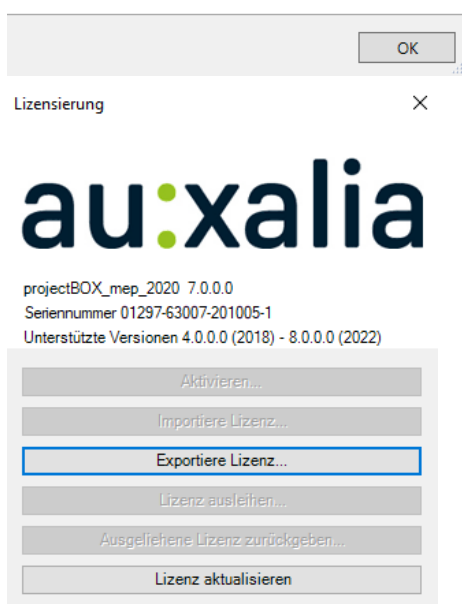 OK
Lizensierung
au:xalia
projectBOX_mep_2020 7.0.0.0
Seriennummer 01297-63007-201005-1
Unterstützte Versionen 4.0.0.0 (2018) - 8.0.0.0 (2022)
Aktivieren...
Importiere Lizenz...
Exportiere Lizenz...
Lizenz ausleihen...
Ausgeliehene Lizenz zurückgeben...
Lizenz aktualisieren